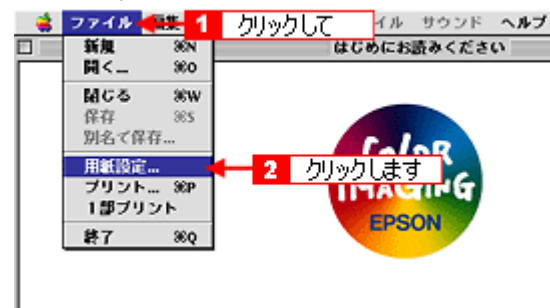 ファイル 編集 1 クリックして イル サウンド ヘルプ
はじめにお読みください
新規 ⌘N
開く... ⌘O
閉じる ⌘W
保存 ⌘S
別名で保存...
用紙設定... 2 クリックします
プリント... ⌘P
1部プリント
終了 ⌘Q
COLOR
IMAGING
EPSON